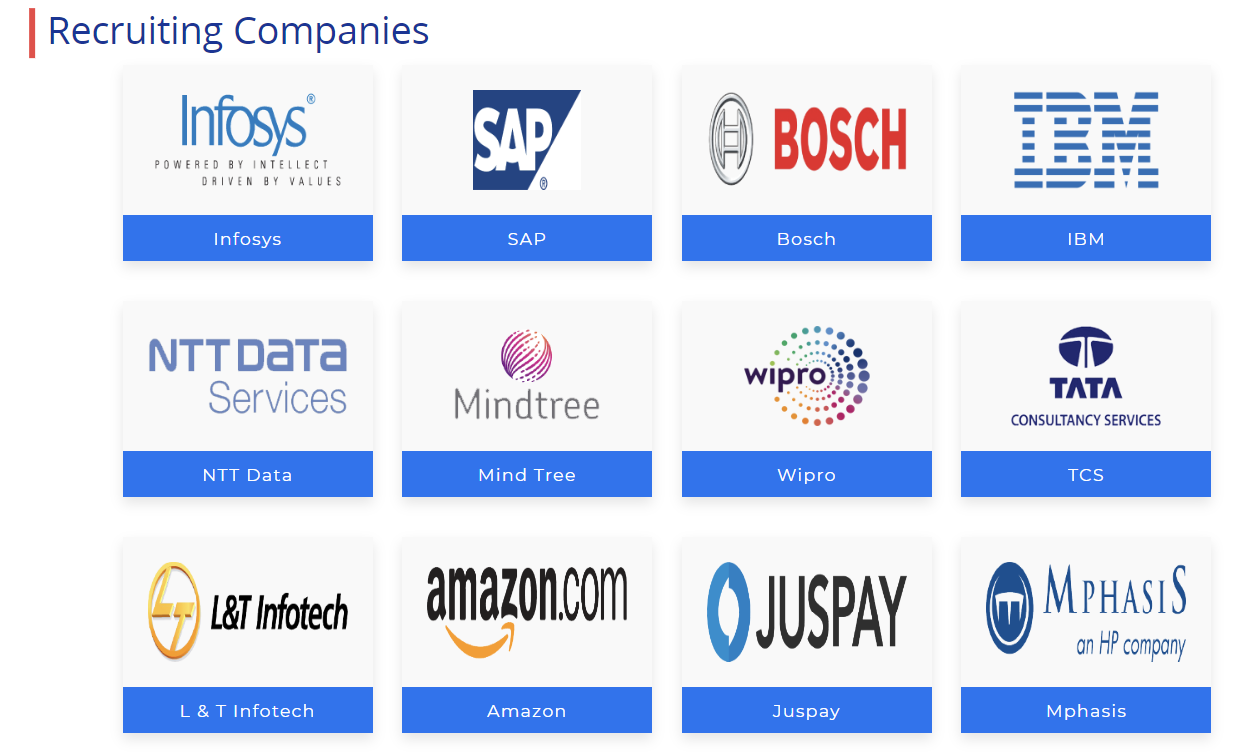 Recruiting Companies
Infosys®
POWERED BY INTELLECT
DRIVEN BY VALUES
SAP®
BOSCH
IBM
Infosys
SAP
Bosch
IBM
NTT DATA
Services
Mindtree
wipro
TATA
CONSULTANCY SERVICES
NTT Data
Mind Tree
Wipro
TCS
LT
L&T Infotech
amazon.com
JUSPAY
MPHASIS
an HP company
L & T Infotech
Amazon
Juspay
Mphasis